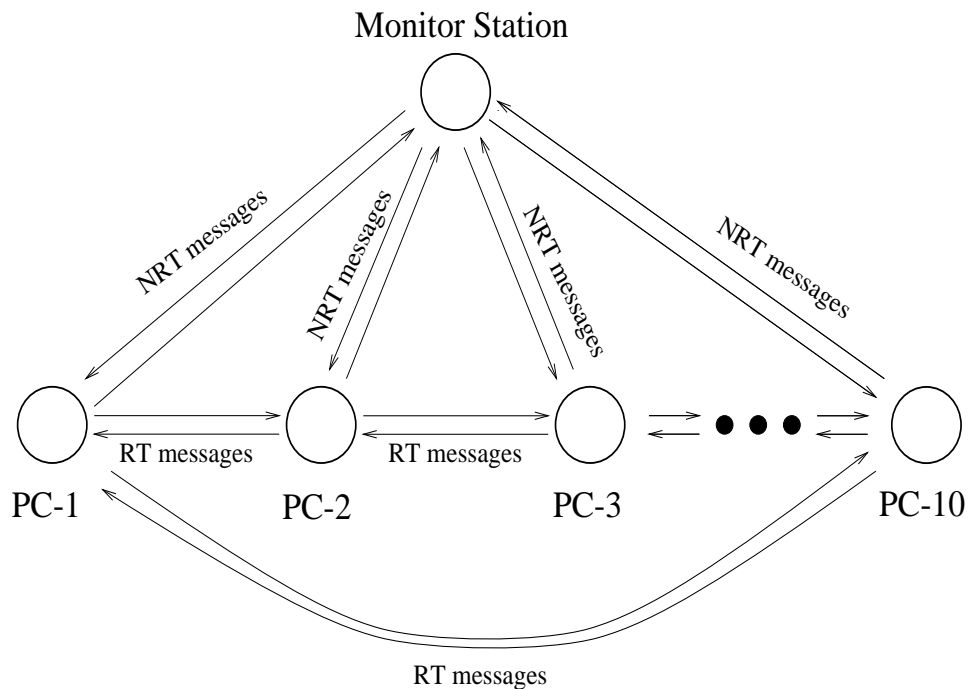 Monitor Station
NRT messages
NRT messages
NRT messages
NRT messages
RT messages
RT messages
PC-1
PC-2
PC-3
PC-10
RT messages